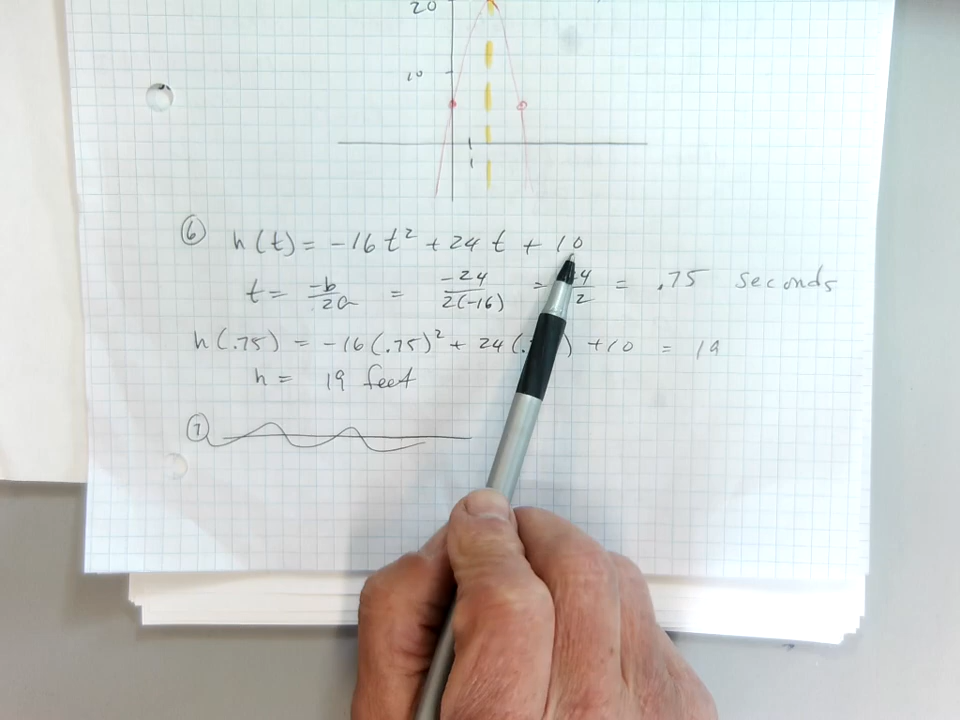 20
10
1
⑥ h(t) = -16t² + 24t + 10
t = -b/2a = -24/2(-16) = = .75 seconds
h(.75) = -16(.75)² + 24(. ) + 10 = 19
h = 19 feet
⑦